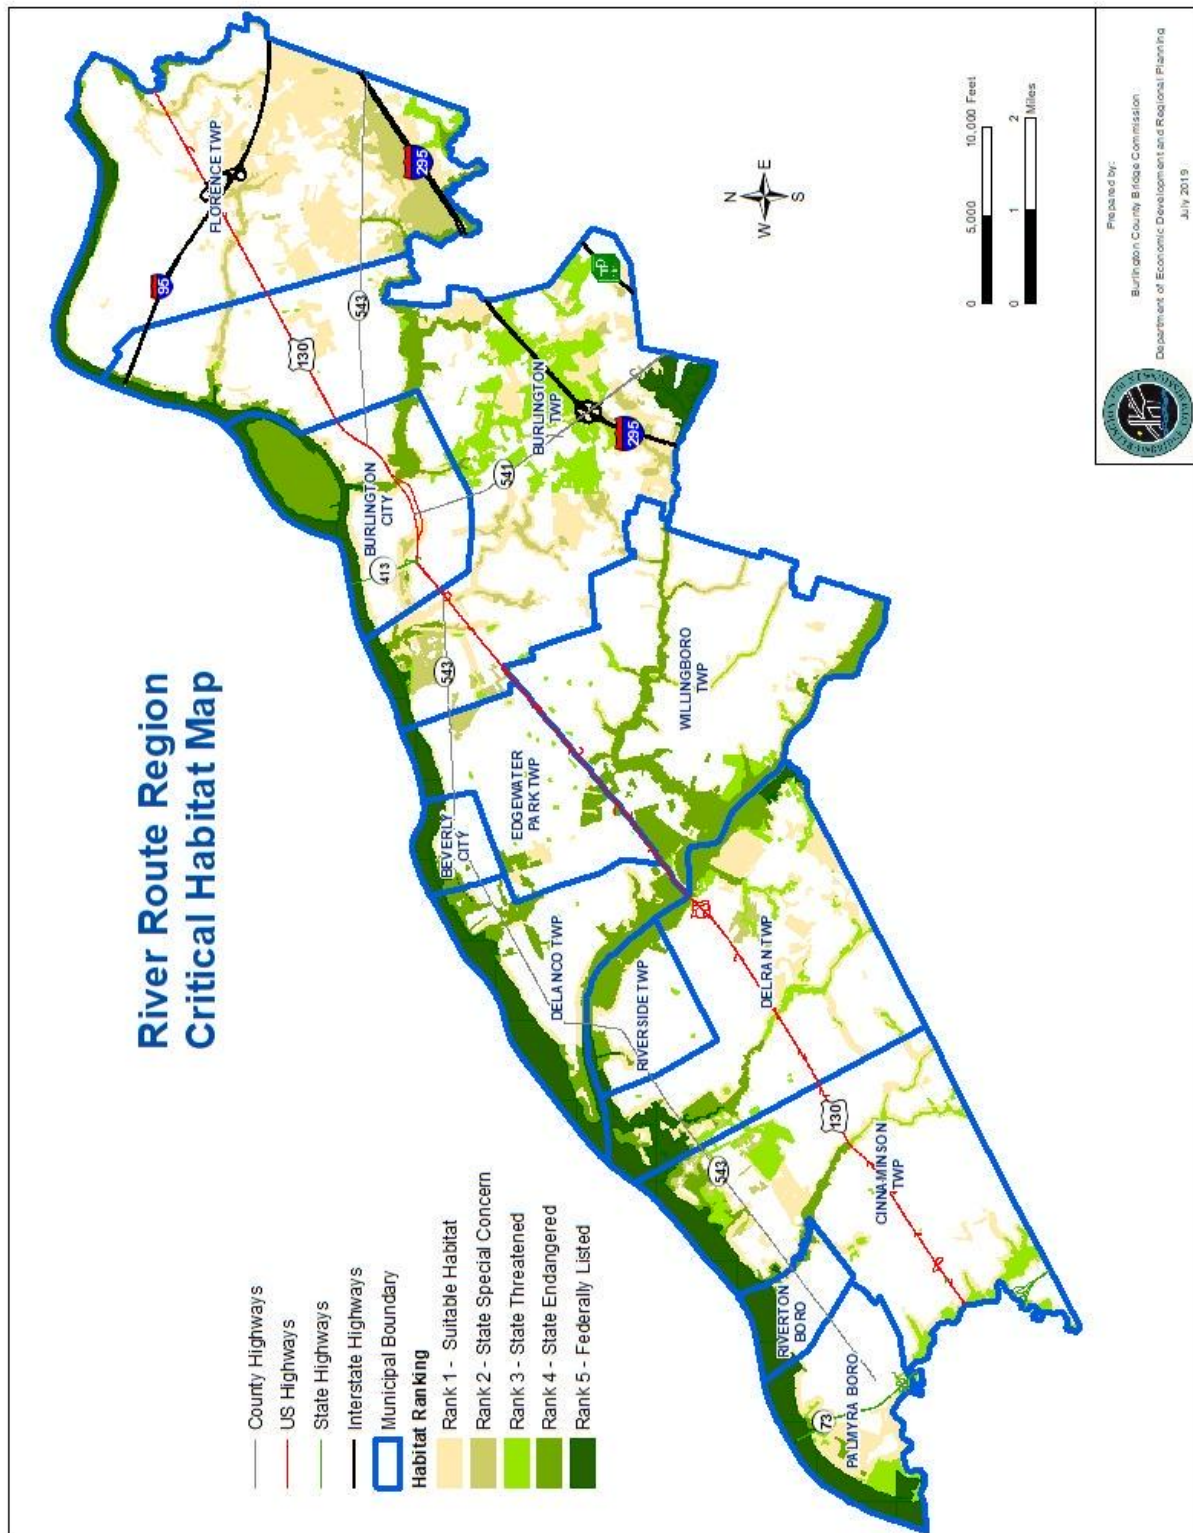 River Route Region
Critical Habitat Map
County Highways
US Highways
State Highways
Interstate Highways
Municipal Boundary
Habitat Ranking
Rank 1 - Suitable Habitat
Rank 2 - State Special Concern
Rank 3 - State Threatened
Rank 4 - State Endangered
Rank 5 - Federally Listed
FLORENCE TWP
95
295
130
543
BURLINGTON
CITY
413
541
BURLINGTON
TWP
295
543
EDGEWATER
PARK TWP
BEVERLY
CITY
WILLINGBORO
TWP
DELANCO TWP
RIVERSIDE TWP
DELRAN TWP
130
543
CINNAMINSON
TWP
RIVERTON
BORO
PALMYRA BORO
73
N
W
E
S
0 5,000 10,000 Feet
0 1 2
Miles
Prepared by:
Burlington County Bridge Commission
Department of Economic Development and Regional Planning
July 2019